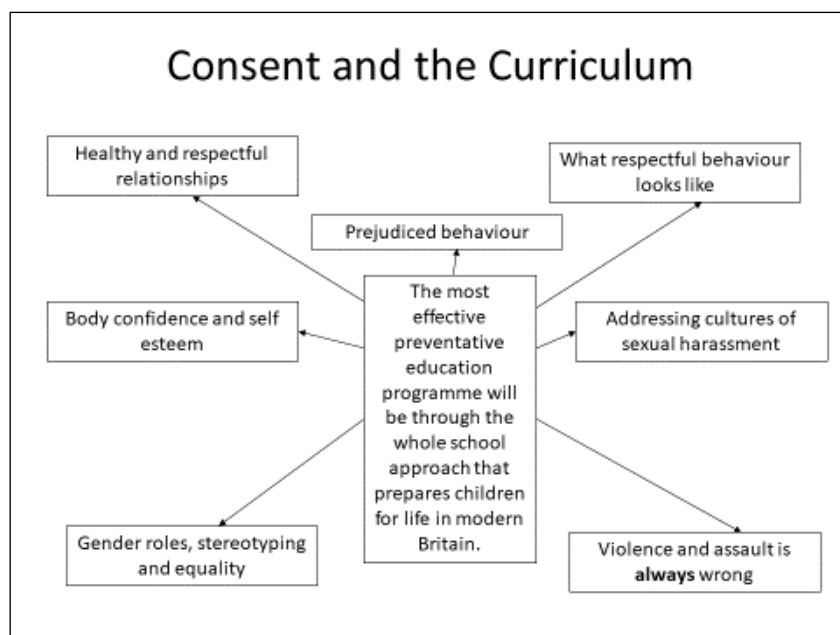 Consent and the Curriculum
Healthy and respectful
relationships
What respectful behaviour
looks like
Prejudiced behaviour
The most
effective
preventative
education
programme will
be through the
whole school
approach that
prepares children
for life in modern
Britain.
Body confidence and self
esteem
Addressing cultures of
sexual harassment
Gender roles, stereotyping
and equality
Violence and assault is
always wrong